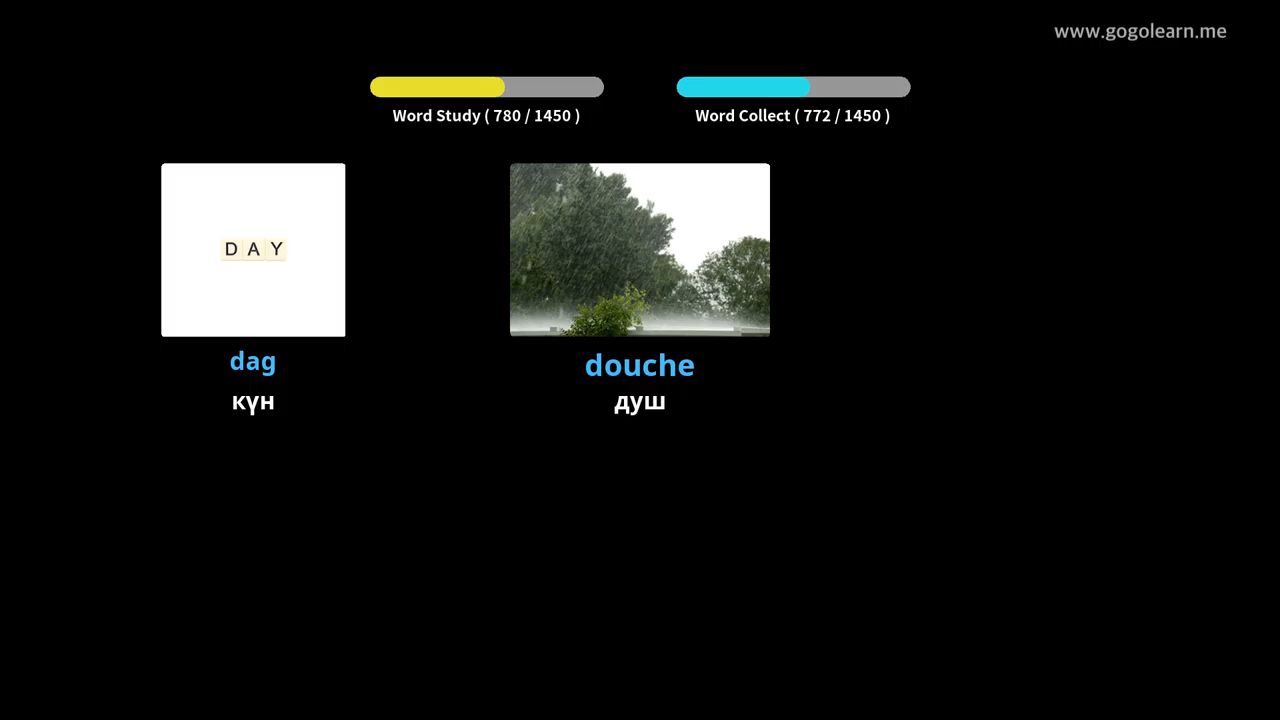 www.gogolearn.me
Word Study ( 780 / 1450 )
Word Collect ( 772 / 1450 )
DAY
dag
күн
douche
душ